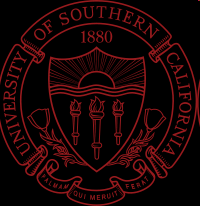 UNIVERSITY OF SOUTHERN CALIFORNIA
1880
PALMAM QUI MERUIT FERAT